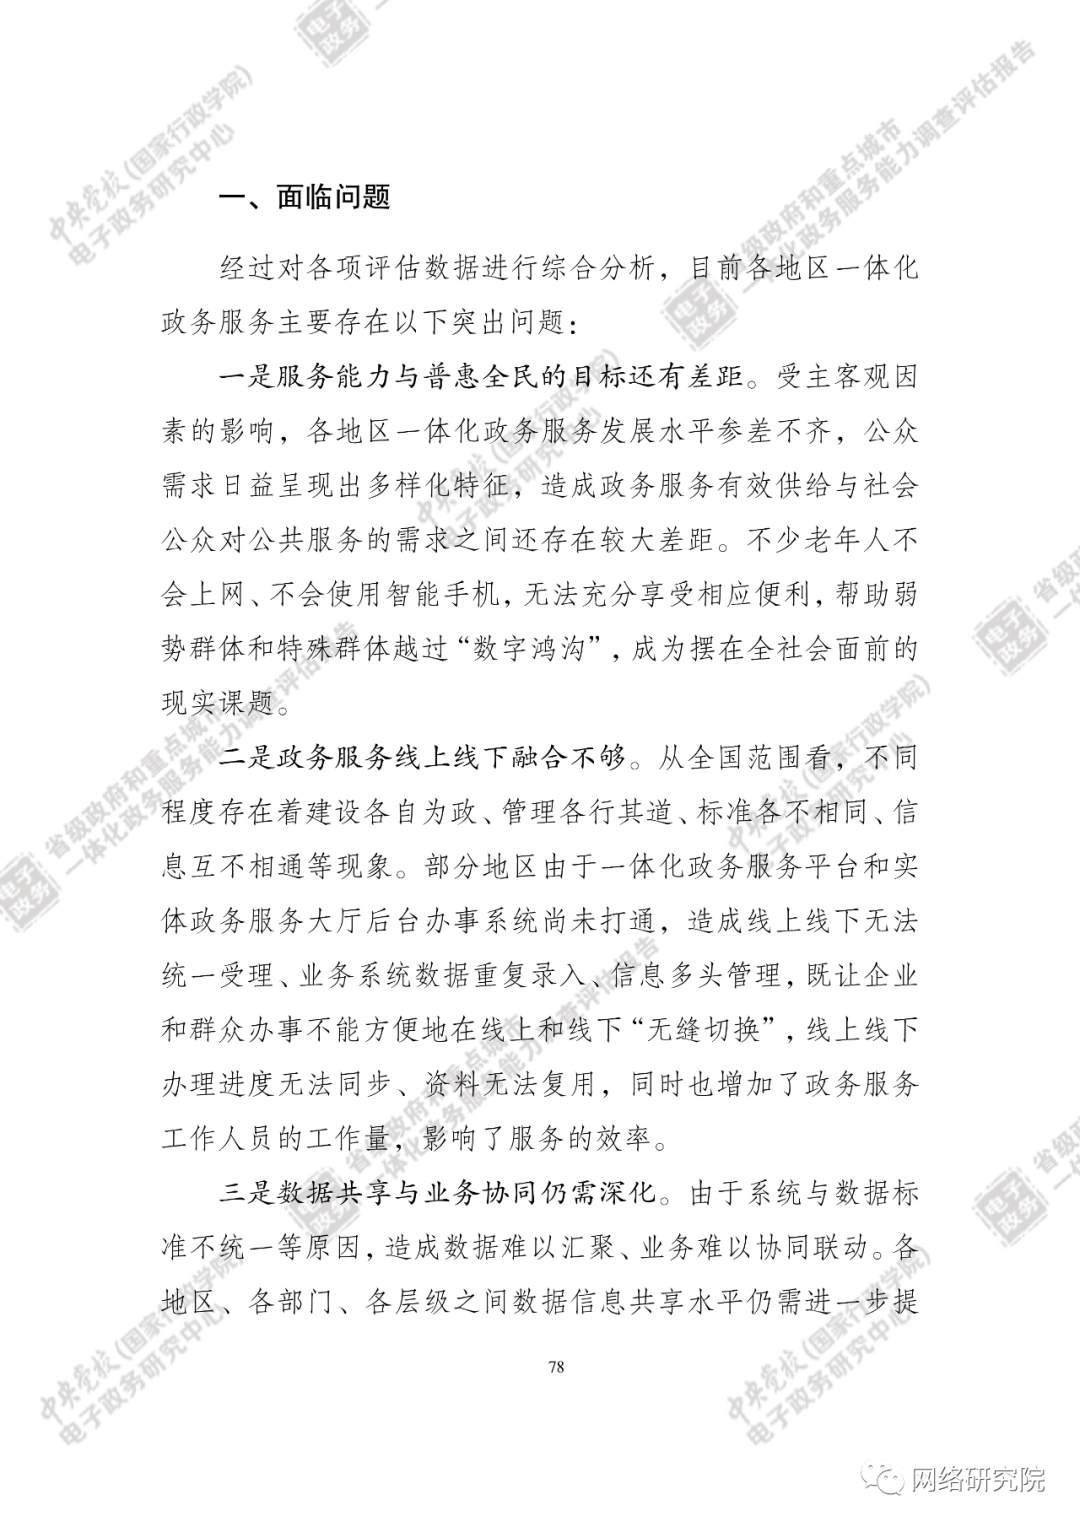 一、面临问题
经过对各项评估数据进行综合分析，目前各地区一体化
政务服务主要存在以下突出问题：
一是服务能力与普惠全民的目标还有差距。受主客观因
素的影响，各地区一体化政务服务发展水平参差不齐，公众
需求日益呈现出多样化特征，造成政务服务有效供给与社会
公众对公共服务的需求之间还存在较大差距。不少老年人不
会上网、不会使用智能手机，无法充分享受相应便利，帮助弱
势群体和特殊群体越过“数字鸿沟”，成为摆在全社会面前的
现实课题。
二是政务服务线上线下融合不够。从全国范围看，不同
程度存在着建设各自为政、管理各行其道、标准各不相同、信
息互不相通等现象。部分地区由于一体化政务服务平台和实
体政务服务大厅后台办事系统尚未打通，造成线上线下无法
统一受理、业务系统数据重复录入、信息多头管理，既让企业
和群众办事不能方便地在线上和线下“无缝切换”，线上线下
办理进度无法同步、资料无法复用，同时也增加了政务服务
工作人员的工作量，影响了服务的效率。
三是数据共享与业务协同仍需深化。由于系统与数据标
准不统一等原因，造成数据难以汇聚、业务难以协同联动。各
地区、各部门、各层级之间数据信息共享水平仍需进一步提
78
网络研究院
中央党校(国家行政学院)
电子政务研究中心
电子
政务
省级政府和重点城市
一体化政务服务能力调查评估报告